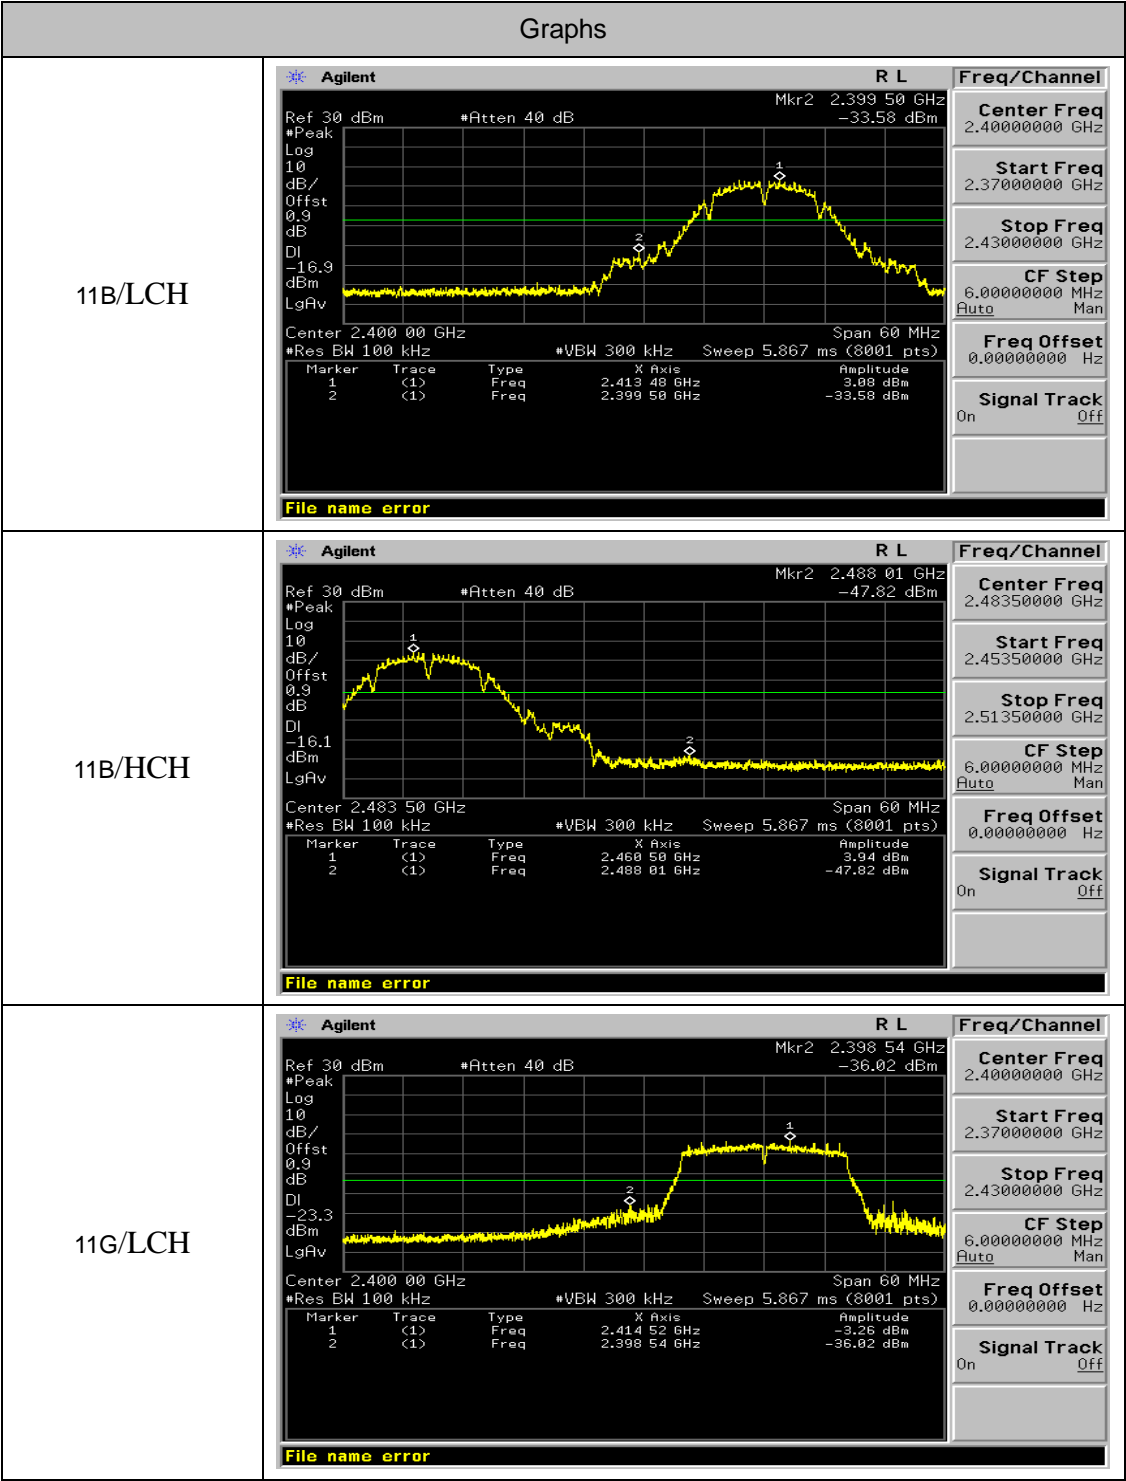 Graphs
11B/LCH
Agilent R L Freq/Channel
Mkr2 2.399 50 GHz
Ref 30 dBm #Atten 40 dB -33.58 dBm
#Peak
Log
10
dB/
Offst
0.9
dB
DI
-16.9
dBm
LgAv
1
2
Center 2.400 00 GHz Span 60 MHz
#Res BW 100 kHz #VBW 300 kHz Sweep 5.867 ms (8001 pts)
Marker Trace Type X Axis Amplitude
1 (1) Freq 2.413 48 GHz 3.08 dBm
2 (1) Freq 2.399 50 GHz -33.58 dBm
File name error
Center Freq
2.40000000 GHz
Start Freq
2.37000000 GHz
Stop Freq
2.43000000 GHz
CF Step
6.00000000 MHz
Auto Man
Freq Offset
0.00000000 Hz
Signal Track
On Off
11B/HCH
Agilent R L Freq/Channel
Mkr2 2.488 01 GHz
Ref 30 dBm #Atten 40 dB -47.82 dBm
#Peak
Log
10
dB/
Offst
0.9
dB
DI
-16.1
dBm
LgAv
1
2
Center 2.483 50 GHz Span 60 MHz
#Res BW 100 kHz #VBW 300 kHz Sweep 5.867 ms (8001 pts)
Marker Trace Type X Axis Amplitude
1 (1) Freq 2.460 50 GHz 3.94 dBm
2 (1) Freq 2.488 01 GHz -47.82 dBm
File name error
Center Freq
2.48350000 GHz
Start Freq
2.45350000 GHz
Stop Freq
2.51350000 GHz
CF Step
6.00000000 MHz
Auto Man
Freq Offset
0.00000000 Hz
Signal Track
On Off
11G/LCH
Agilent R L Freq/Channel
Mkr2 2.398 54 GHz
Ref 30 dBm #Atten 40 dB -36.02 dBm
#Peak
Log
10
dB/
Offst
0.9
dB
DI
-23.3
dBm
LgAv
1
2
Center 2.400 00 GHz Span 60 MHz
#Res BW 100 kHz #VBW 300 kHz Sweep 5.867 ms (8001 pts)
Marker Trace Type X Axis Amplitude
1 (1) Freq 2.414 52 GHz -3.26 dBm
2 (1) Freq 2.398 54 GHz -36.02 dBm
File name error
Center Freq
2.40000000 GHz
Start Freq
2.37000000 GHz
Stop Freq
2.43000000 GHz
CF Step
6.00000000 MHz
Auto Man
Freq Offset
0.00000000 Hz
Signal Track
On Off